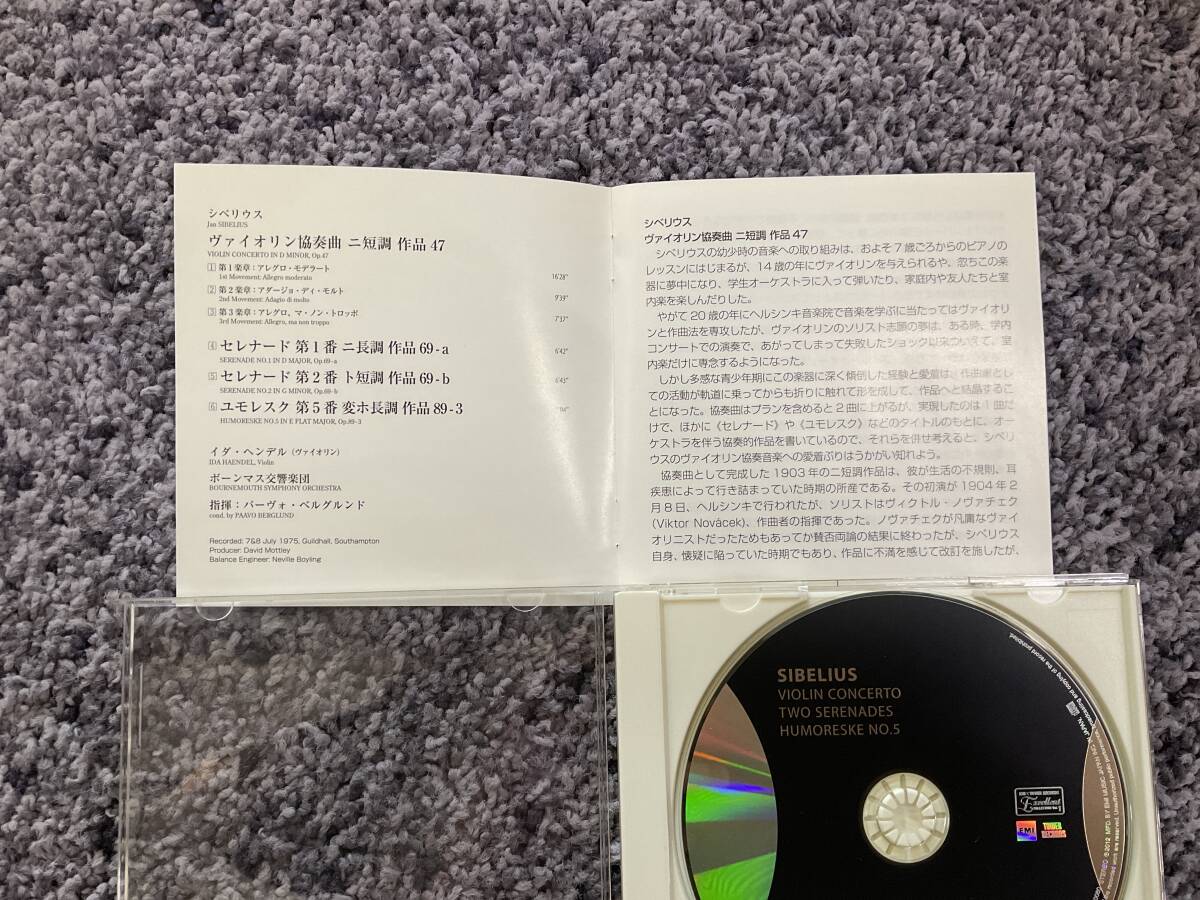 シベリウス
Jan SIBELIUS
ヴァイオリン協奏曲 ニ短調 作品47
VIOLIN CONCERTO IN D MINOR, Op.47
1 第1楽章：アレグロ・モデラート
1st Movement: Allegro moderato 16'28"
2 第2楽章：アダージョ・ディ・モルト
2nd Movement: Adagio di molto 9'39"
3 第3楽章：アレグロ、マ・ノン・トロッポ
3rd Movement: Allegro, ma non troppo 7'37"
4 セレナード 第1番 ニ長調 作品69-a 6'42"
SERENADE NO.1 IN D MAJOR, Op.69-a
5 セレナード 第2番 ト短調 作品69-b 6'43"
SERENADE NO.2 IN G MINOR, Op.69-b
6 ユモレスク 第5番 変ホ長調 作品89-3
HUMORESKE NO.5 IN E FLAT MAJOR, Op.89-3
イダ・ヘンデル（ヴァイオリン）
IDA HAENDEL, Violin
ボーンマス交響楽団
BOURNEMOUTH SYMPHONY ORCHESTRA
指揮：パーヴォ・ベルグルンド
cond. by PAAVO BERGLUND
Recorded: 7&8 July 1975, Guildhall, Southampton
Producer: David Mottley
Balance Engineer: Neville Boyling
シベリウス
ヴァイオリン協奏曲 ニ短調 作品47
シベリウスの幼少時の音楽への取り組みは、およそ7歳ごろからのピアノの
レッスンにはじまるが、14歳の年にヴァイオリンを与えられるや、忽ちこの楽
器に夢中になり、学生オーケストラに入って弾いたり、家庭内や友人たちと室
内楽を楽しんだりした。
やがて20歳の年にヘルシンキ音楽院で音楽を学ぶに当たってはヴァイオリ
ンと作曲法を専攻したが、ヴァイオリンのソリスト志願の夢は、ある時、学内
コンサートでの演奏で、あがってしまって失敗したショック以来ついえて、室
内楽だけに専念するようになった。
しかし多感な青少年期にこの楽器に深く傾倒した経験と愛着は、作曲家とし
ての活動が軌道に乗ってからも折りに触れて形を成して、作品へと結晶するこ
とになった。協奏曲はプランを含めると2曲に上がるが、実現したのは1曲だ
けで、ほかに《セレナード》や《ユモレスク》などのタイトルのもとに、オー
ケストラを伴う協奏的作品を書いているので、それらを併せ考えると、シベリ
ウスのヴァイオリン協奏音楽への愛着ぶりはうかがい知れよう。
協奏曲として完成した1903年のニ短調作品は、彼が生活の不規則、耳
疾患によって行き詰まっていた時期の所産である。その初演が1904年2
月8日、ヘルシンキで行われたが、ソリストはヴィクトル・ノヴァチェク
(Viktor Novácek)、作曲者の指揮であった。ノヴァチェクが凡庸なヴァイ
オリニストだったためもあってか賛否両論の結果に終わったが、シベリウス
自身、懐疑に陥っていた時期でもあり、作品に不満を感じて改訂を施したが、
SIBELIUS
VIOLIN CONCERTO
TWO SERENADES
HUMORESKE NO.5
Excellent
EMI
TOWER
RECORDS